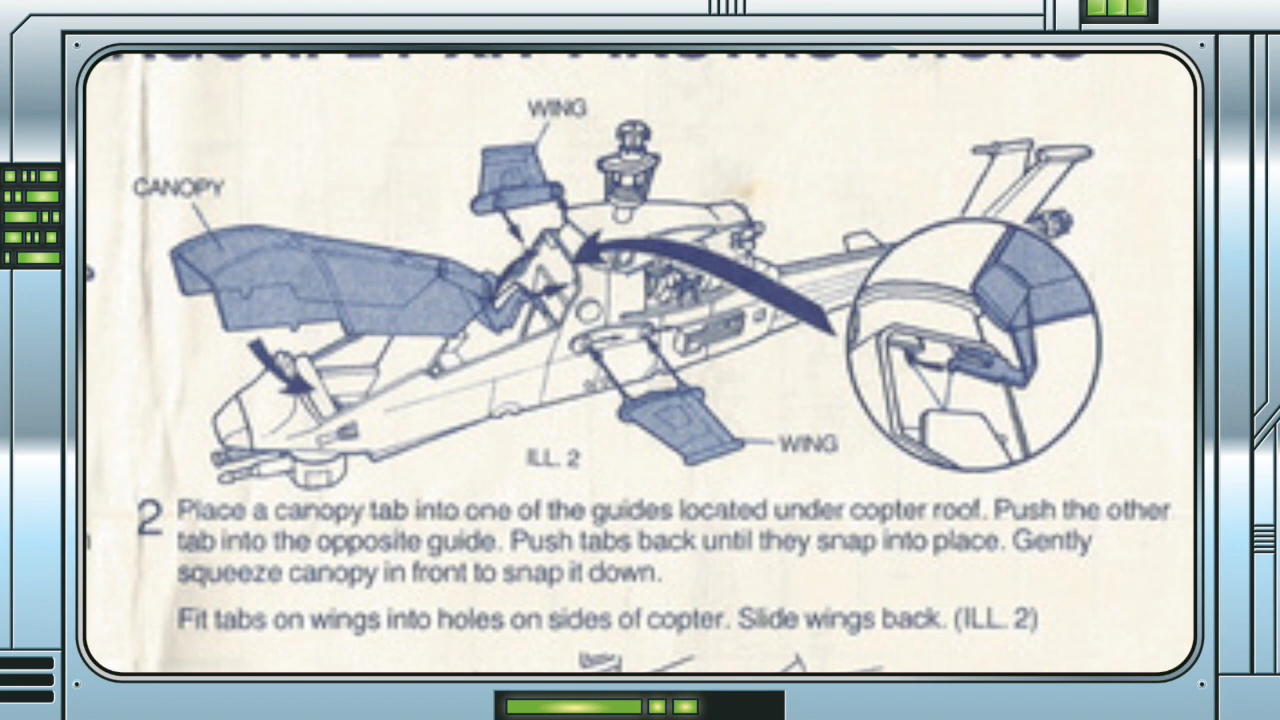 WING
CANOPY
WING
ILL. 2
2 Place a canopy tab into one of the guides located under copter roof. Push the other
tab into the opposite guide. Push tabs back until they snap into place. Gently
squeeze canopy in front to snap it down.
Fit tabs on wings into holes on sides of copter. Slide wings back. (ILL. 2)